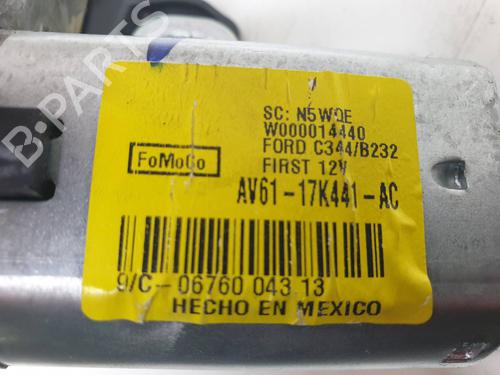 SC: N5WQE
W000014440
FORD C344/B232
FIRST 12V
FoMoCo
AV61-17K441-AC
9/C-06760 043 13
HECHO EN MEXICO
B-PARTS